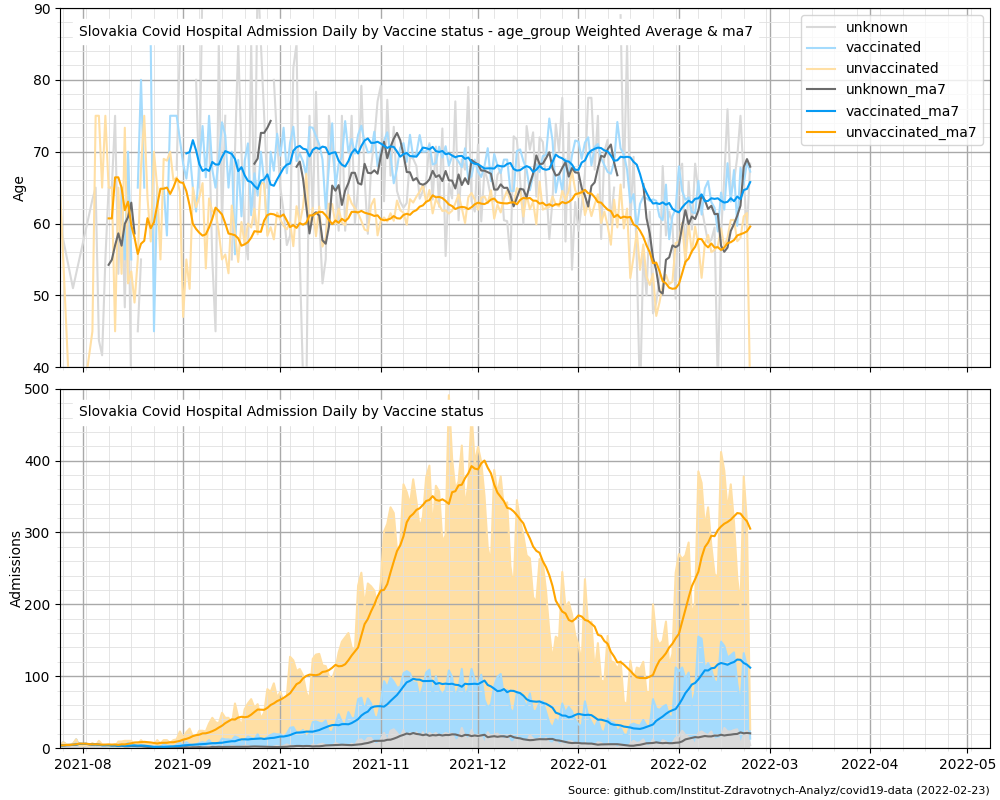 Slovakia Covid Hospital Admission Daily by Vaccine status - age_group Weighted Average & ma7
unknown
vaccinated
unvaccinated
unknown_ma7
vaccinated_ma7
unvaccinated_ma7
90
80
70
60
50
40
Age
Slovakia Covid Hospital Admission Daily by Vaccine status
500
400
300
200
100
0
Admissions
2021-08 2021-09 2021-10 2021-11 2021-12 2022-01 2022-02 2022-03 2022-04 2022-05
Source: github.com/Institut-Zdravotnych-Analyz/covid19-data (2022-02-23)